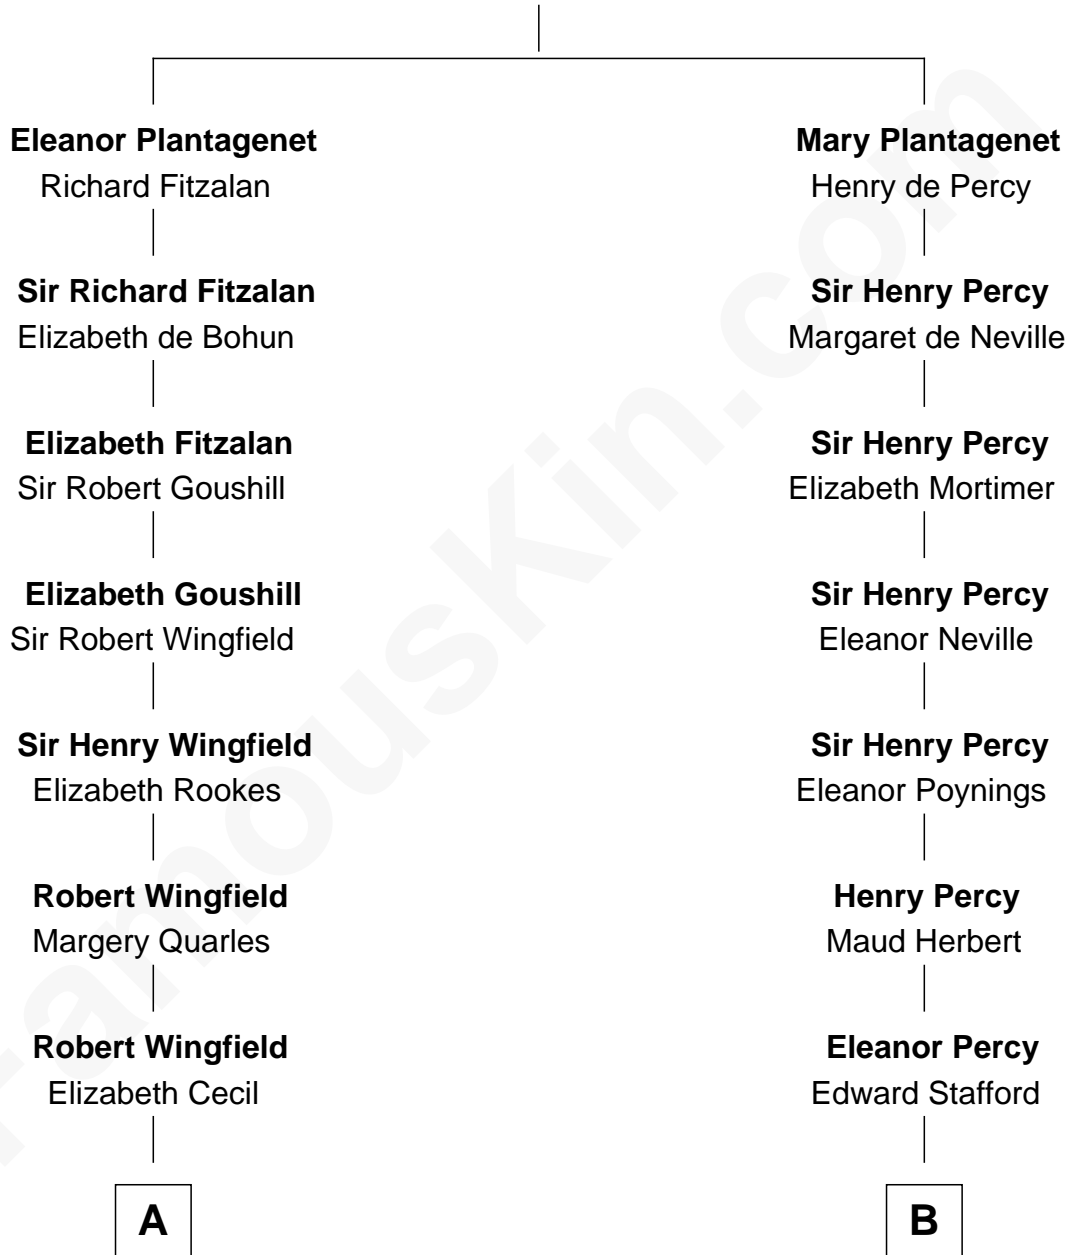 Eleanor Plantagenet
Richard Fitzalan
Sir Richard Fitzalan
Elizabeth de Bohun
Elizabeth Fitzalan
Sir Robert Goushill
Elizabeth Goushill
Sir Robert Wingfield
Sir Henry Wingfield
Elizabeth Rookes
Robert Wingfield
Margery Quarles
Robert Wingfield
Elizabeth Cecil
A
Mary Plantagenet
Henry de Percy
Sir Henry Percy
Margaret de Neville
Sir Henry Percy
Elizabeth Mortimer
Sir Henry Percy
Eleanor Neville
Sir Henry Percy
Eleanor Poynings
Henry Percy
Maud Herbert
Eleanor Percy
Edward Stafford
B
FamousKin.com